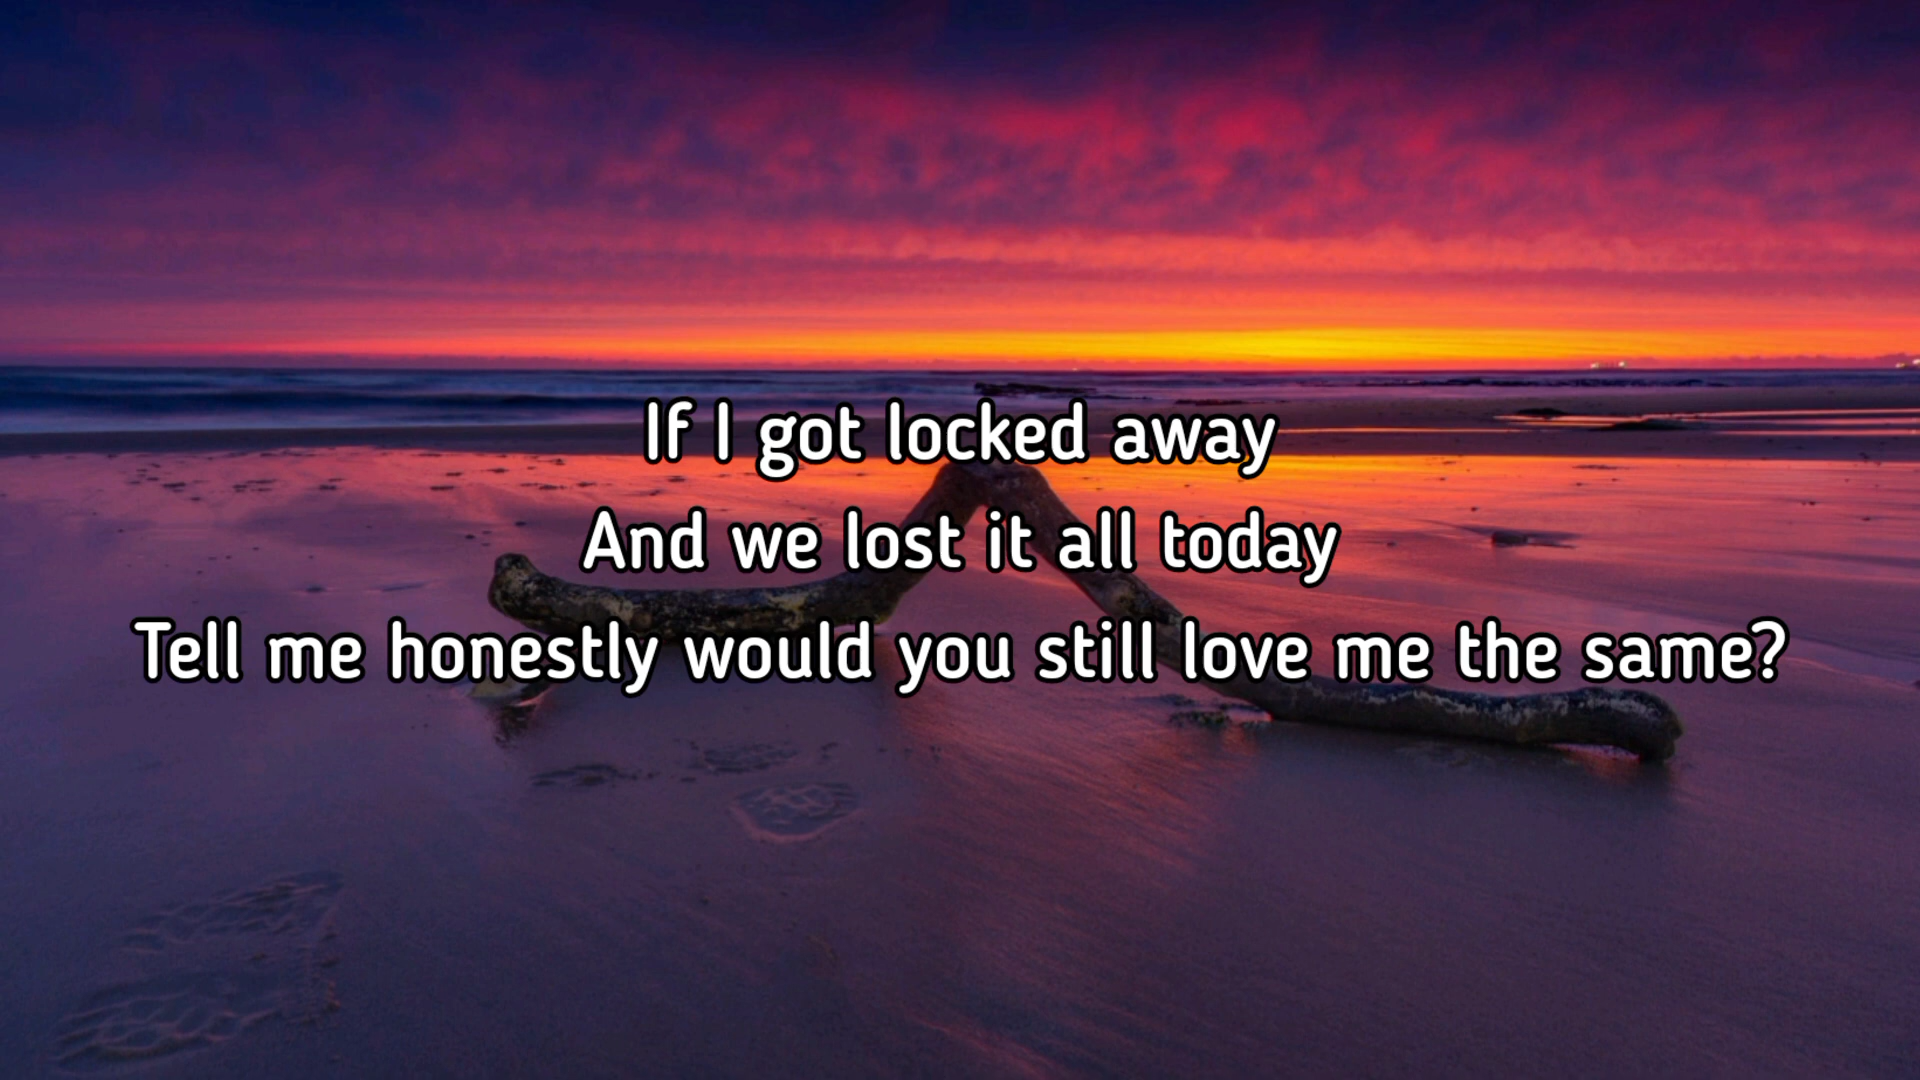 If I got locked away
And we lost it all today
Tell me honestly would you still love me the same?